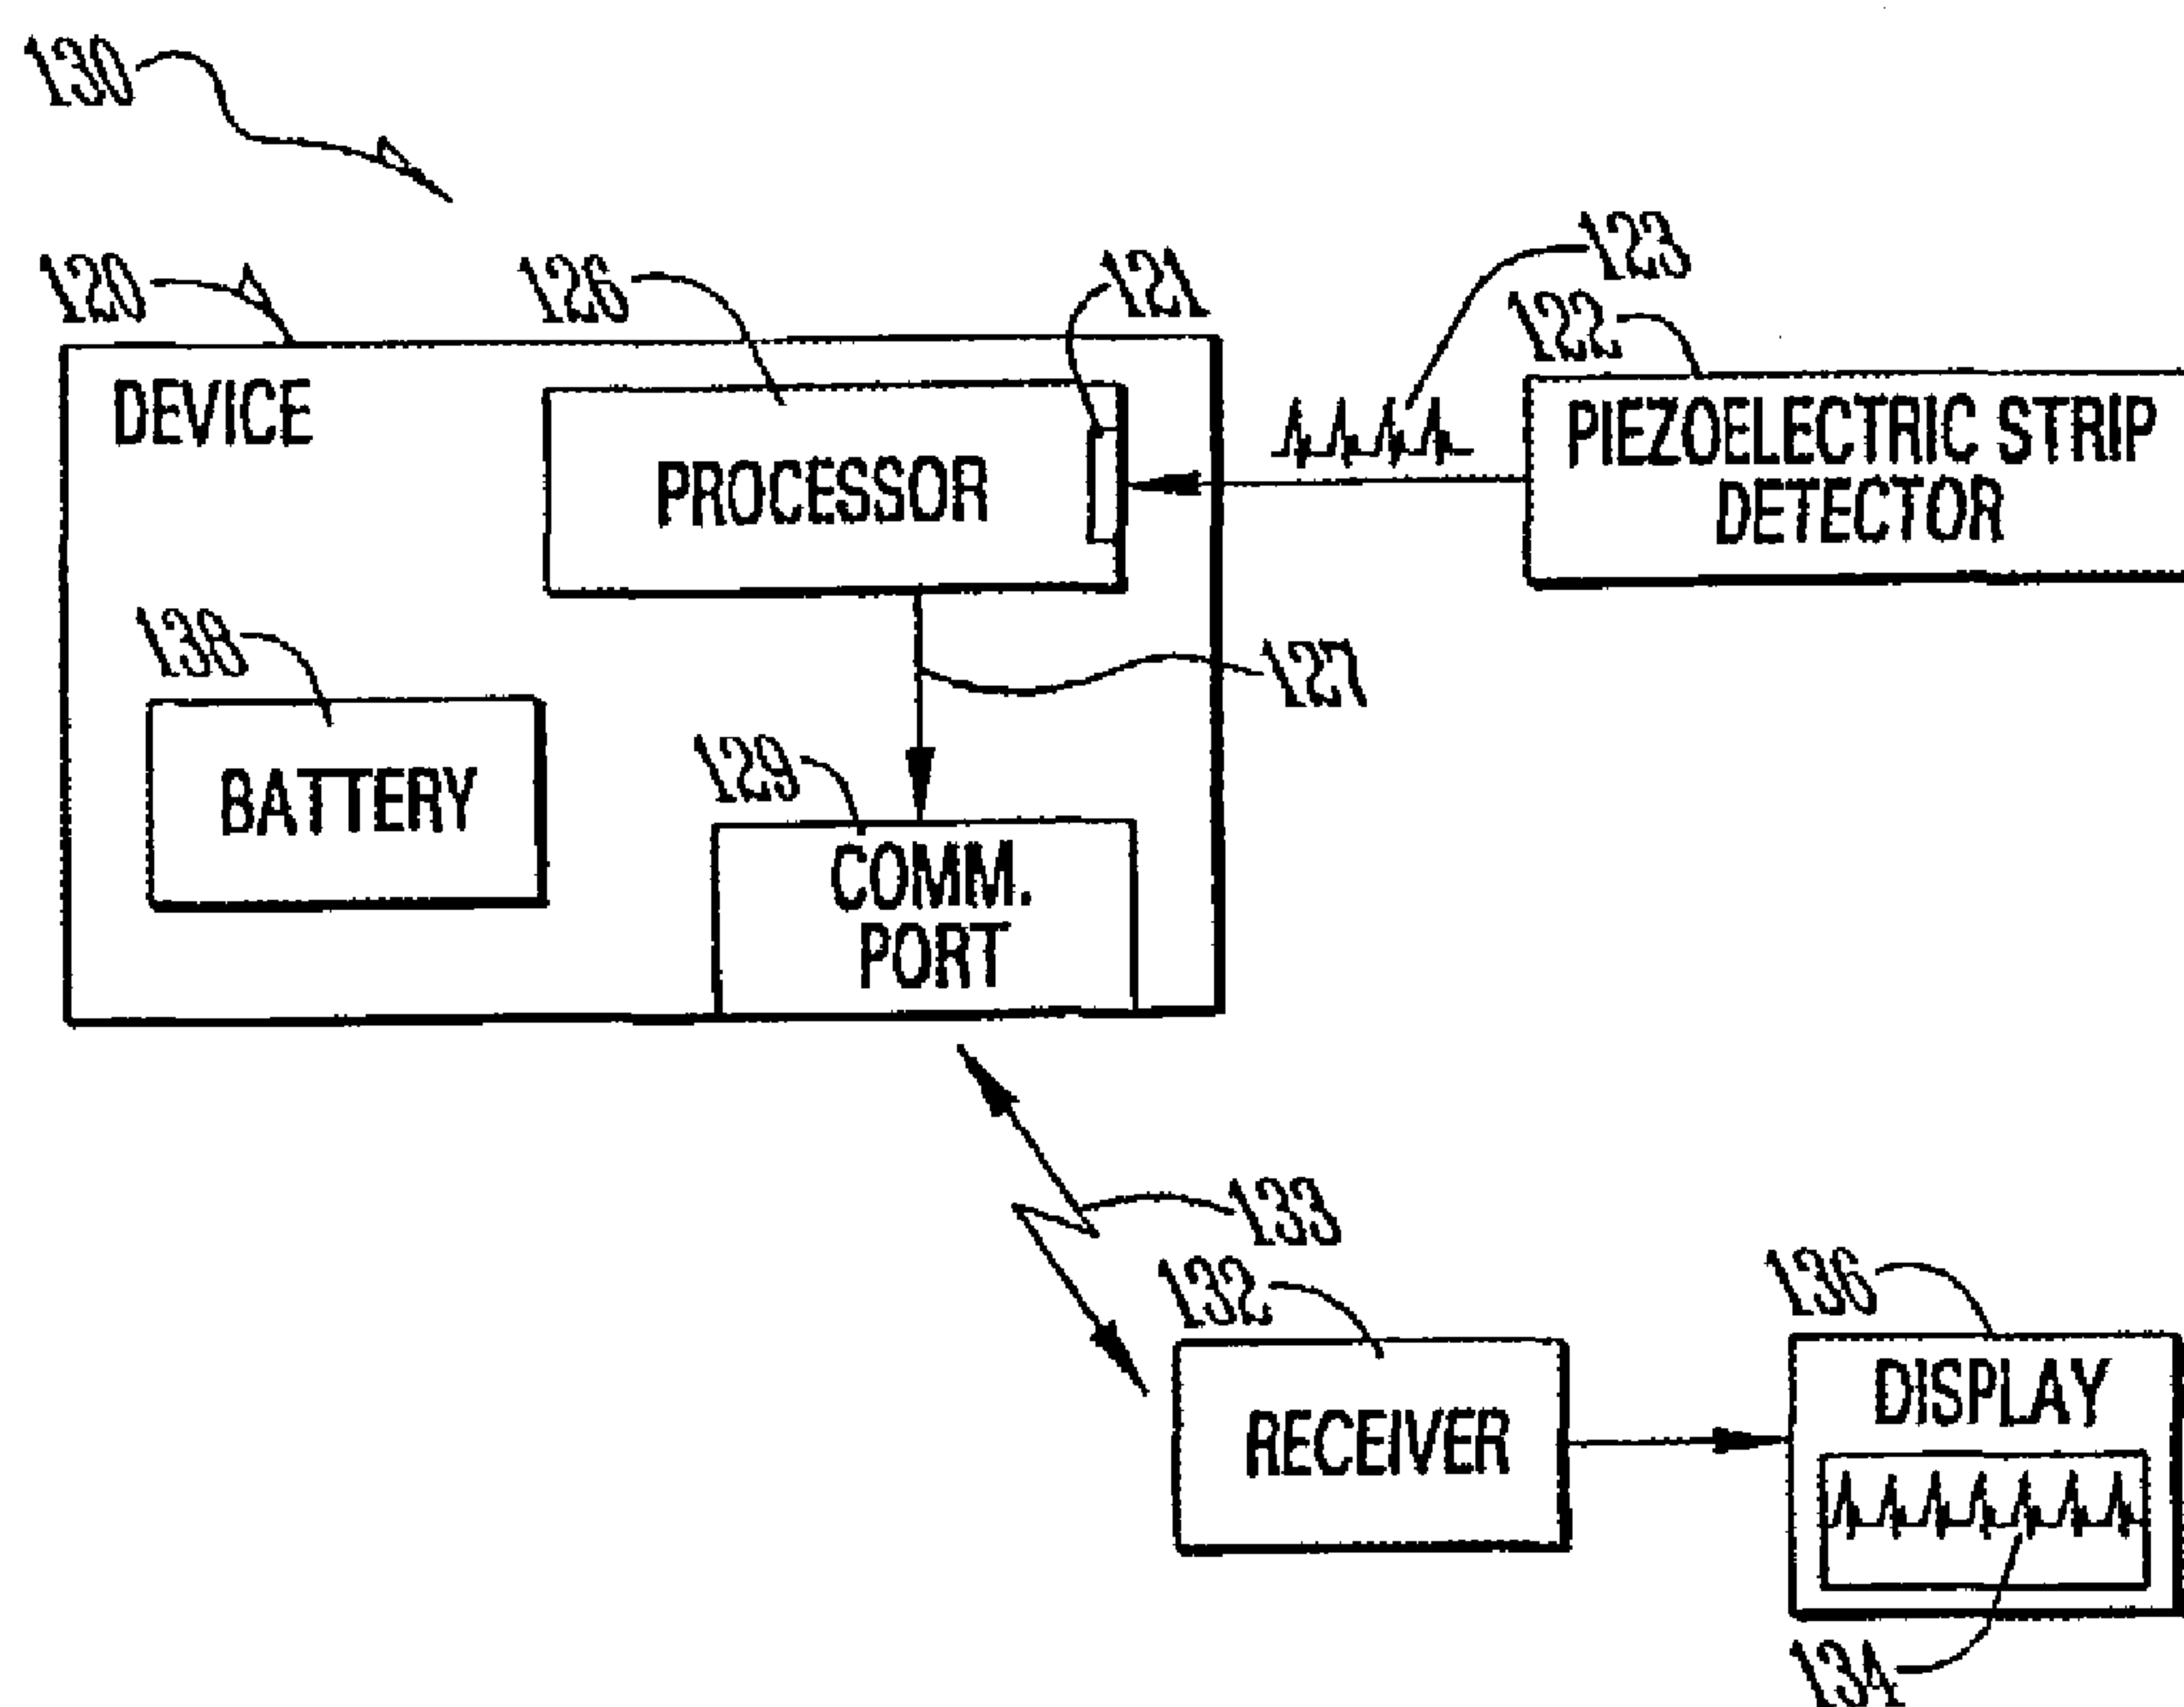 130
120
126
124
123
122
DEVICE
PROCESSOR
PIEZOELECTRIC STRIP
DETECTOR
138
127
129
BATTERY
COMM.
PORT
133
132
136
RECEIVER
DISPLAY
134